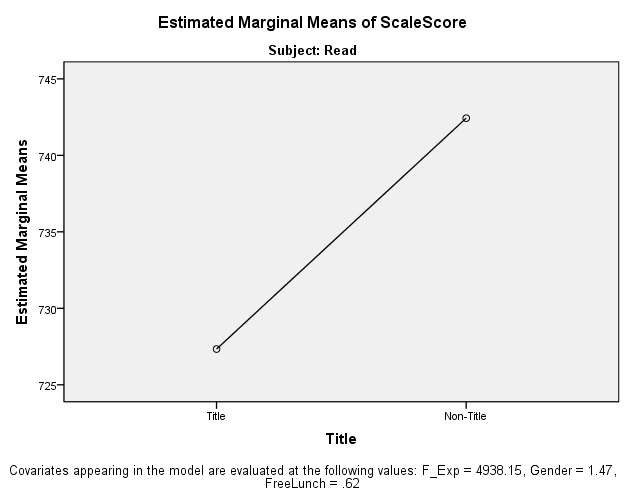 Estimated Marginal Means of ScaleScore
Subject: Read
745
740
735
730
725
Estimated Marginal Means
Title
Non-Title
Title
Covariates appearing in the model are evaluated at the following values: F_Exp = 4938.15, Gender = 1.47,
FreeLunch = .62